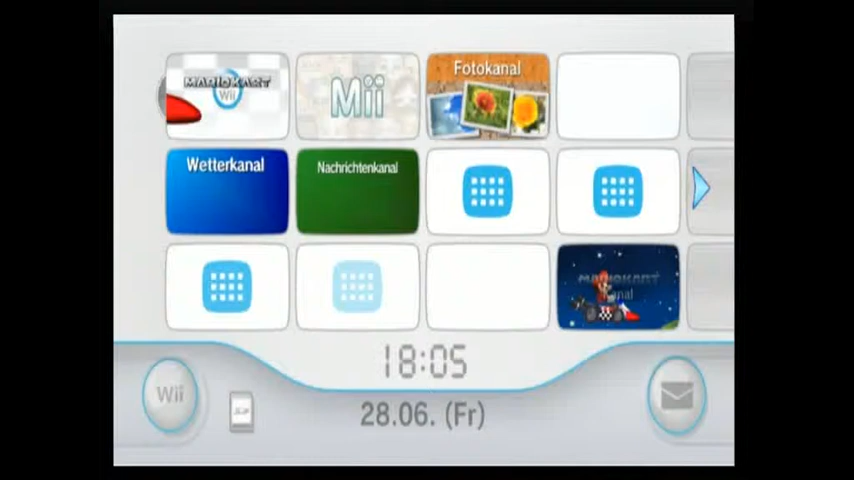 MARIOKART
Wii
Mii
Fotokanal
Wetterkanal
Nachrichtenkanal
MARIOKART
18:05
Wii
28.06. (Fr)